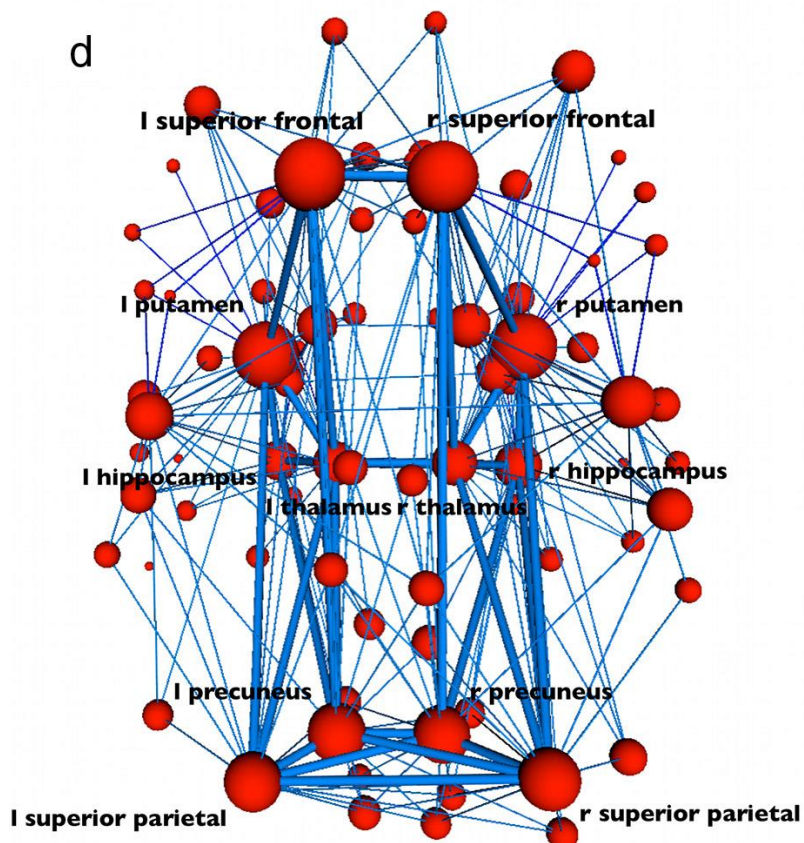 d
l superior frontal
r superior frontal
l putamen
r putamen
l hippocampus
r hippocampus
l thalamus
r thalamus
l precuneus
r precuneus
l superior parietal
r superior parietal